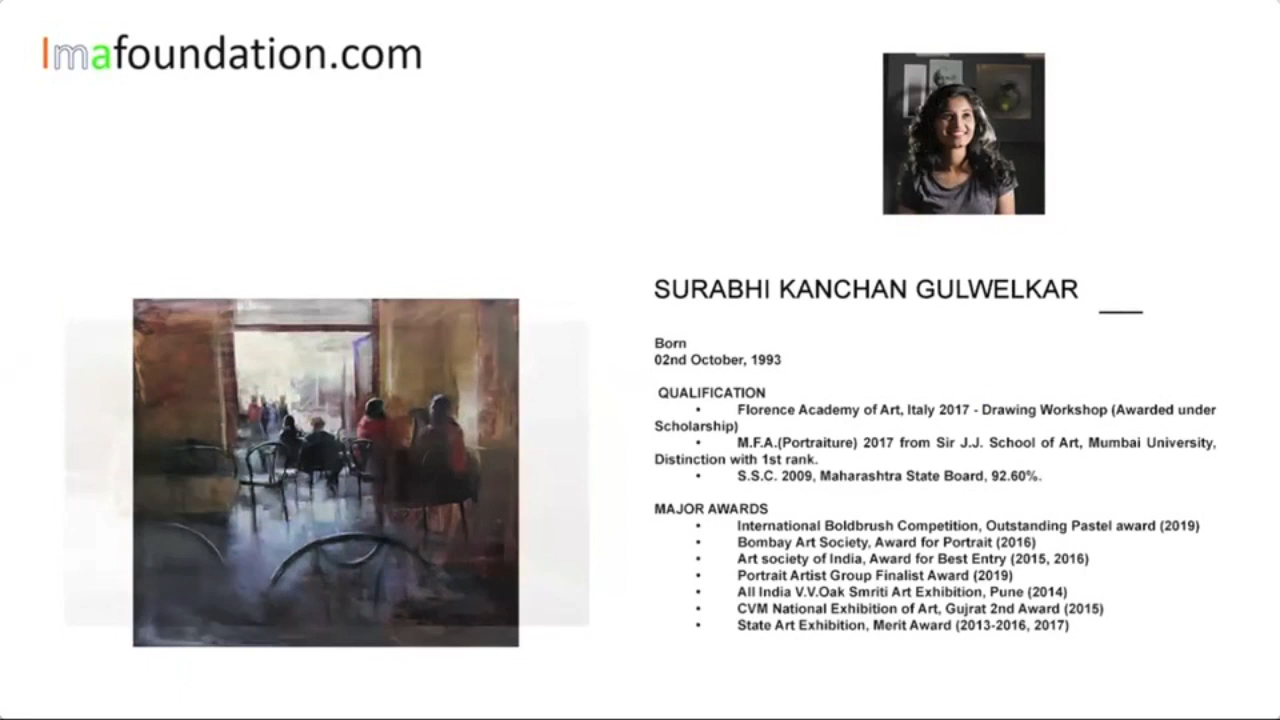 Imafoundation.com
SURABHI KANCHAN GULWELKAR
Born
02nd October, 1993
QUALIFICATION
• Florence Academy of Art, Italy 2017 - Drawing Workshop (Awarded under
Scholarship)
• M.F.A.(Portraiture) 2017 from Sir J.J. School of Art, Mumbai University,
Distinction with 1st rank.
• S.S.C. 2009, Maharashtra State Board, 92.60%.
MAJOR AWARDS
• International Boldbrush Competition, Outstanding Pastel award (2019)
• Bombay Art Society, Award for Portrait (2016)
• Art society of India, Award for Best Entry (2015, 2016)
• Portrait Artist Group Finalist Award (2019)
• All India V.V.Oak Smriti Art Exhibition, Pune (2014)
• CVM National Exhibition of Art, Gujrat 2nd Award (2015)
• State Art Exhibition, Merit Award (2013-2016, 2017)